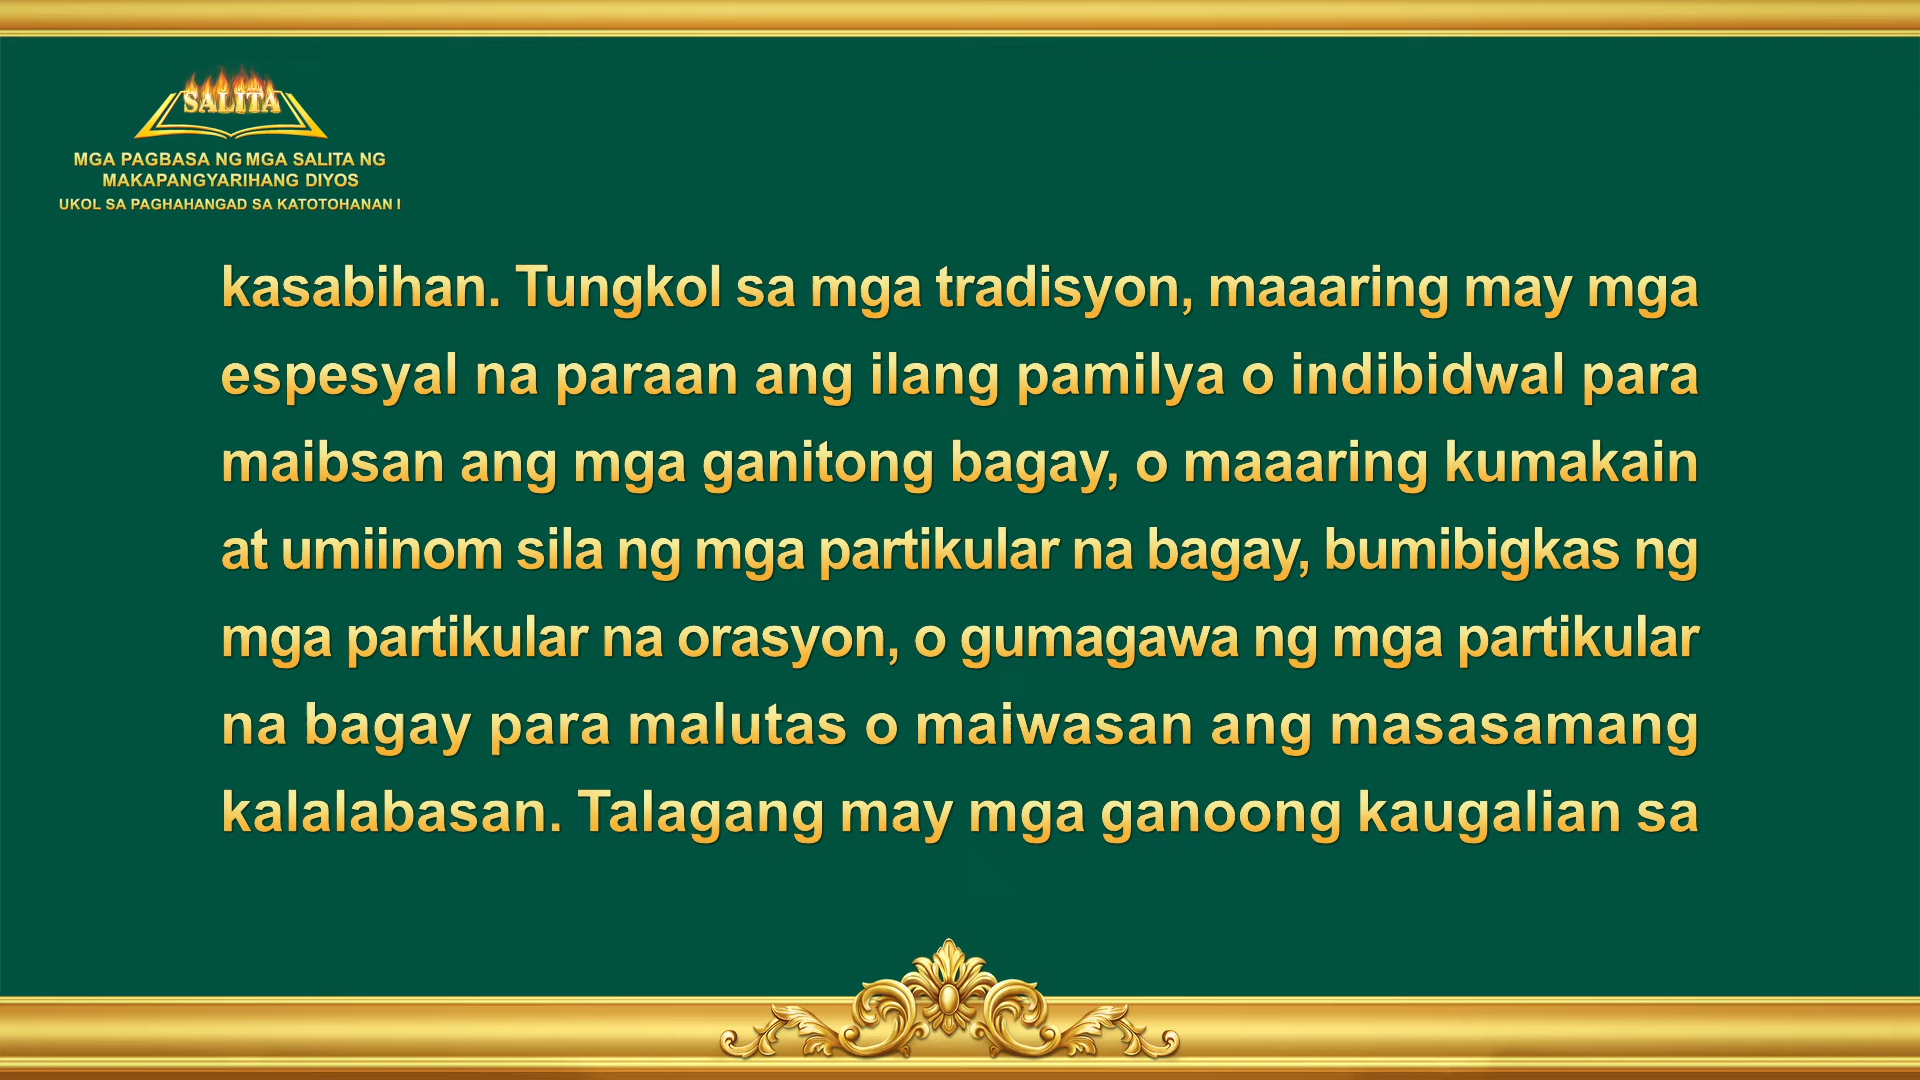 SALITA
MGA PAGBASA NG MGA SALITA NG
MAKAPANGYARIHANG DIYOS
UKOL SA PAGHAHANGAD SA KATOTOHANAN I
kasabihan. Tungkol sa mga tradisyon, maaaring may mga
espesyal na paraan ang ilang pamilya o indibidwal para
maibsan ang mga ganitong bagay, o maaaring kumakain
at umiinom sila ng mga partikular na bagay, bumibigkas ng
mga partikular na orasyon, o gumagawa ng mga partikular
na bagay para malutas o maiwasan ang masasamang
kalalabasan. Talagang may mga ganoong kaugalian sa